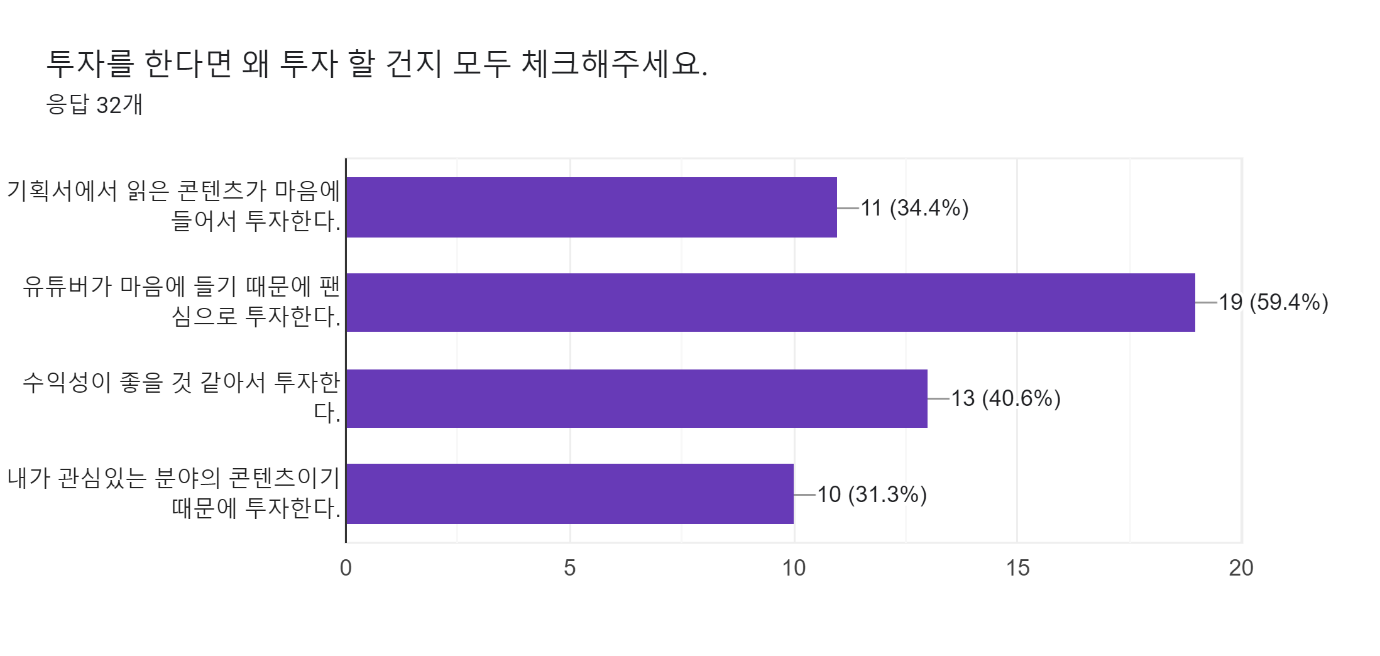 투자를 한다면 왜 투자 할 건지 모두 체크해주세요.
응답 32개
기획서에서 읽은 콘텐츠가 마음에
들어서 투자한다.
11 (34.4%)
유튜버가 마음에 들기 때문에 팬
심으로 투자한다.
19 (59.4%)
수익성이 좋을 것 같아서 투자한
다.
13 (40.6%)
내가 관심있는 분야의 콘텐츠이기
때문에 투자한다.
10 (31.3%)
0 5 10 15 20